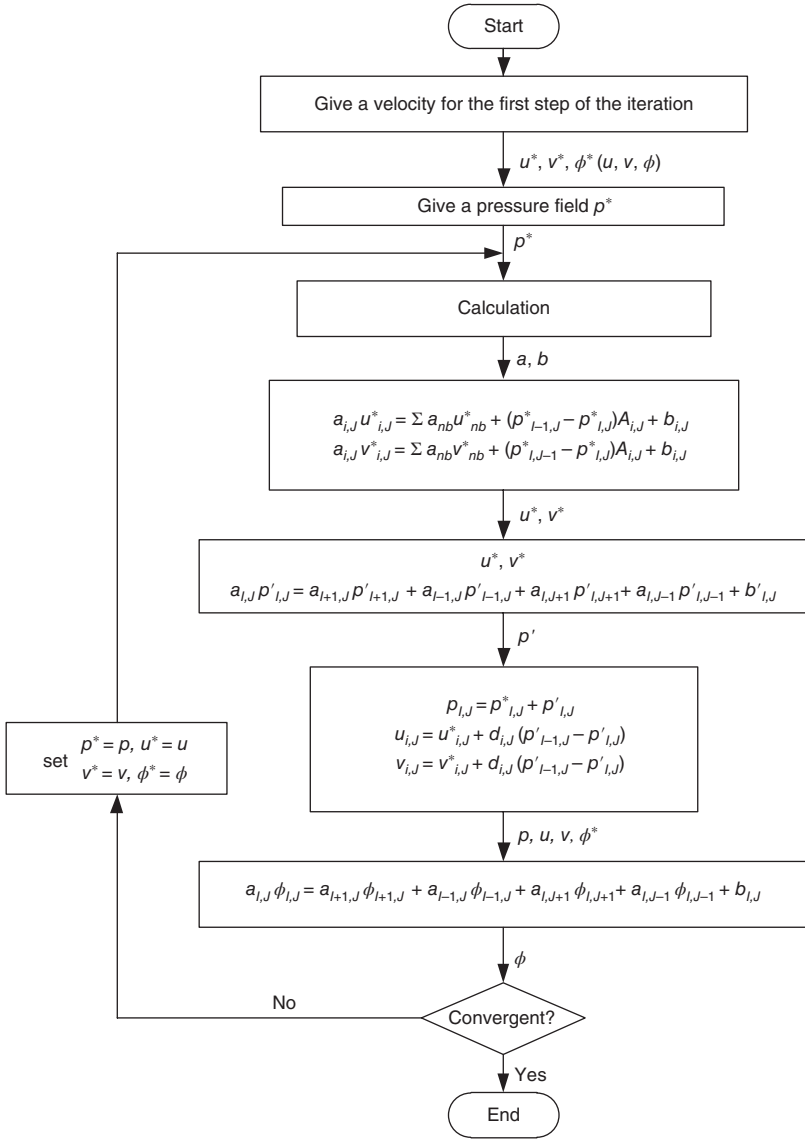 Start
Give a velocity for the first step of the iteration
u*, v*, ϕ* (u, v, ϕ)
Give a pressure field p*
p*
Calculation
a, b
a_{i,J} u*_{i,J} = Σ a_{nb}u*_{nb} + (p*_{I–1,J} – p*_{I,J})A_{i,J} + b_{i,J}
a_{i,J} v*_{i,J} = Σ a_{nb}v*_{nb} + (p*_{I,J–1} – p*_{I,J})A_{i,J} + b_{i,J}
u*, v*
u*, v*
a_{I,J} p'_{I,J} = a_{I+1,J} p'_{I+1,J} + a_{I–1,J} p'_{I–1,J} + a_{I,J+1} p'_{I,J+1} + a_{I,J–1} p'_{I,J–1} + b'_{I,J}
p'
p_{I,J} = p*_{I,J} + p'_{I,J}
u_{i,J} = u*_{i,J} + d_{i,J} (p'_{I–1,J} – p'_{I,J})
v_{i,J} = v*_{i,J} + d_{i,J} (p'_{I–1,J} – p'_{I,J})
set
p* = p, u* = u
v* = v, ϕ* = ϕ
p, u, v, ϕ*
a_{I,J} ϕ_{I,J} = a_{I+1,J} ϕ_{I+1,J} + a_{I–1,J} ϕ_{I–1,J} + a_{I,J+1} ϕ_{I,J+1} + a_{I,J–1} ϕ_{I,J–1} + b_{I,J}
ϕ
No
Convergent?
Yes
End